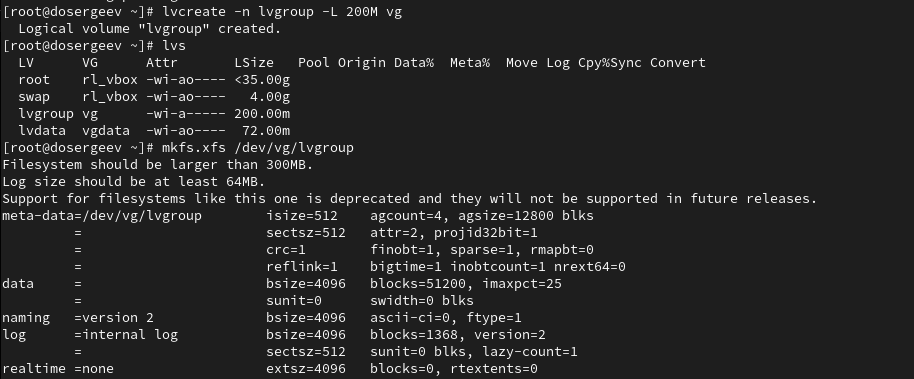 [root@dosergeev ~]# lvcreate -n lvgroup -L 200M vg
  Logical volume "lvgroup" created.
[root@dosergeev ~]# lvs
  LV      VG      Attr       LSize   Pool Origin Data%  Meta%  Move Log Cpy%Sync Convert
  root    rl_vbox -wi-ao---- <35.00g
  swap    rl_vbox -wi-ao----   4.00g
  lvgroup vg      -wi-a----- 200.00m
  lvdata  vgdata  -wi-ao----  72.00m
[root@dosergeev ~]# mkfs.xfs /dev/vg/lvgroup
Filesystem should be larger than 300MB.
Log size should be at least 64MB.
Support for filesystems like this one is deprecated and they will not be supported in future releases.
meta-data=/dev/vg/lvgroup        isize=512    agcount=4, agsize=12800 blks
         =                       sectsz=512   attr=2, projid32bit=1
         =                       crc=1        finobt=1, sparse=1, rmapbt=0
         =                       reflink=1    bigtime=1 inobtcount=1 nrext64=0
data     =                       bsize=4096   blocks=51200, imaxpct=25
         =                       sunit=0      swidth=0 blks
naming   =version 2              bsize=4096   ascii-ci=0, ftype=1
log      =internal log           bsize=4096   blocks=1368, version=2
         =                       sectsz=512   sunit=0 blks, lazy-count=1
realtime =none                   extsz=4096   blocks=0, rtextents=0